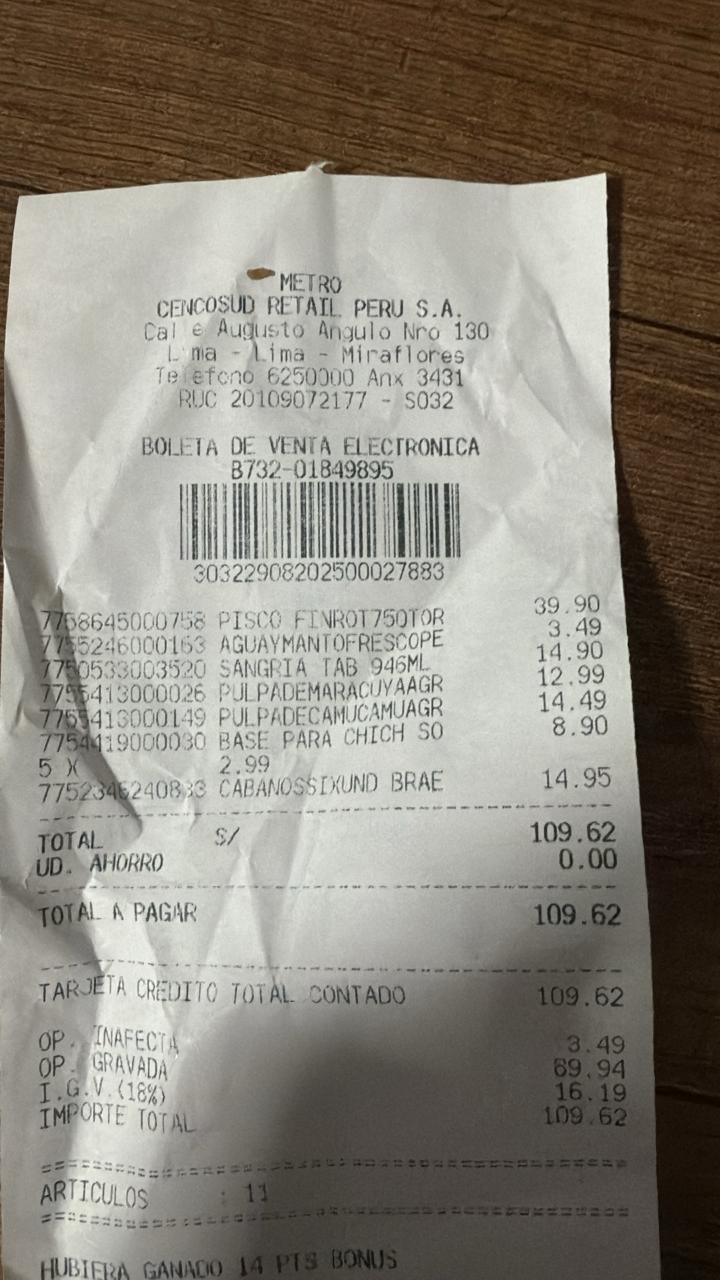 METRO
CENCOSUD RETAIL PERU S.A.
Calle Augusto Angulo Nro 130
Lima - Lima - Miraflores
Telefono 6250000 Anx 3431
RUC 20109072177 - S032
BOLETA DE VENTA ELECTRONICA
B732-01849895
30322908202500027883
7758645000758 PISCO FINROT750TOR 39.90
7755246000163 AGUAYMANTOFRESCOPE 3.49
7750533003520 SANGRIA TAB 946ML 14.90
7755413000026 PULPADEMARACUYAAGR 12.99
7755413000149 PULPADECAMUCAMUAGR 14.49
7754419000030 BASE PARA CHICH SO 8.90
5 X 2.99
7752345240833 CABANOSSIXUND BRAE 14.95
TOTAL S/ 109.62
UD. AHORRO 0.00
TOTAL A PAGAR 109.62
TARJETA CREDITO TOTAL CONTADO 109.62
OP. INAFECTA 3.49
OP. GRAVADA 89.94
I.G.V.(18%) 16.19
IMPORTE TOTAL 109.62
ARTICULOS : 11
HUBIERA GANADO 14 PTS BONUS